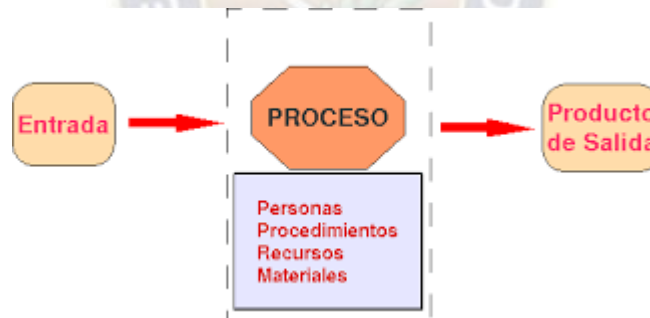 Entrada
PROCESO
Personas
Procedimientos
Recursos
Materiales
Producto
de Salida